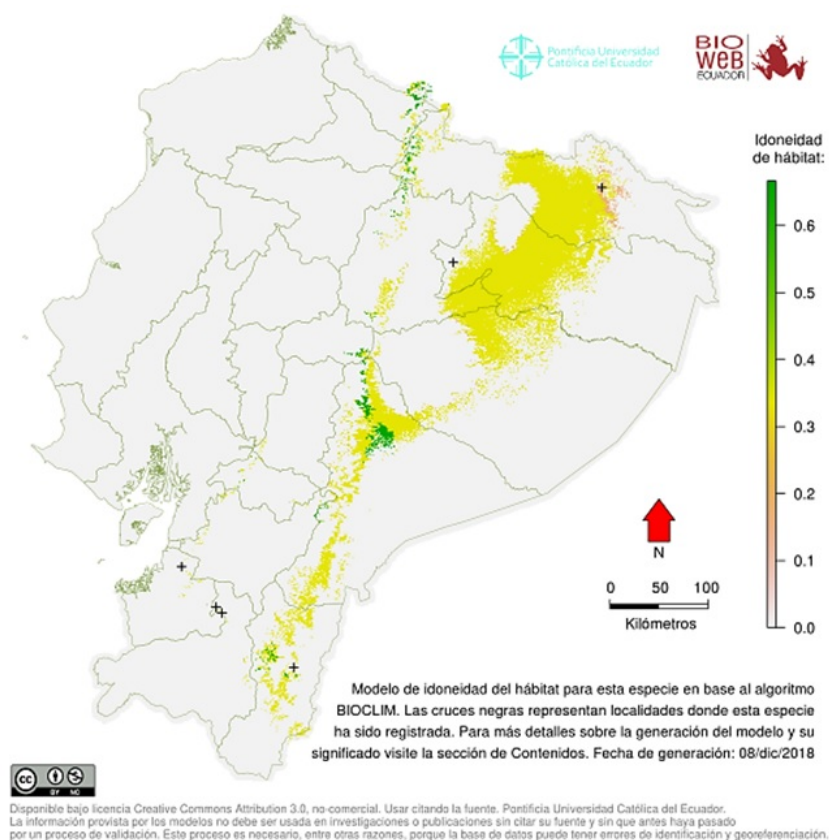 Pontificia Universidad
Católica del Ecuador
BIO
WEB
ECUADOR
Idoneidad
de hábitat:
0.6
0.5
0.4
0.3
0.2
0.1
0.0
N
0 50 100
Kilómetros
Modelo de idoneidad del hábitat para esta especie en base al algoritmo
BIOCLIM. Las cruces negras representan localidades donde esta especie
ha sido registrada. Para más detalles sobre la generación del modelo y su
significado visite la sección de Contenidos. Fecha de generación: 08/dic/2018
cc
BY NC
Disponible bajo licencia Creative Commons Attribution 3.0, no-comercial. Usar citando la fuente. Pontificia Universidad Católica del Ecuador.
La información provista por los modelos no debe ser usada en investigaciones o publicaciones sin citar su fuente y sin que antes haya pasado
por un proceso de validación. Este proceso es necesario, entre otras razones, porque la base de datos puede tener errores de identificación y georeferenciación.